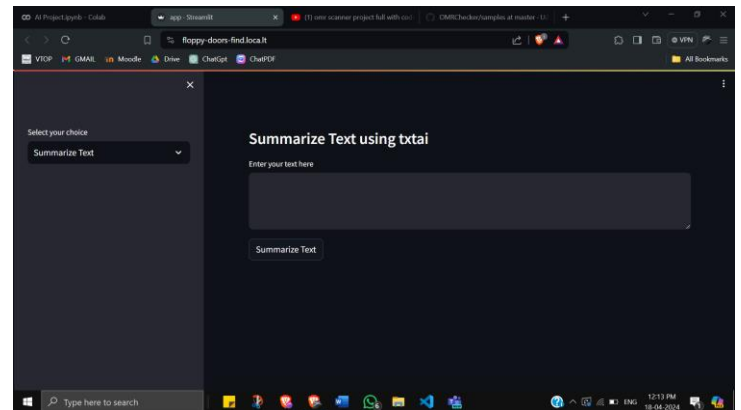 AI Project.ipynb - Colab
app · Streamlit
(1) omr scanner project full with cod
OMRChecker/samples at master · U
floppy-doors-find.loca.lt
VPN
VTOP
GMAIL
Moodle
Drive
ChatGpt
ChatPDF
All Bookmarks
Select your choice
Summarize Text
Summarize Text using txtai
Enter your text here
Summarize Text
Type here to search
ENG
12:13 PM
18-04-2024